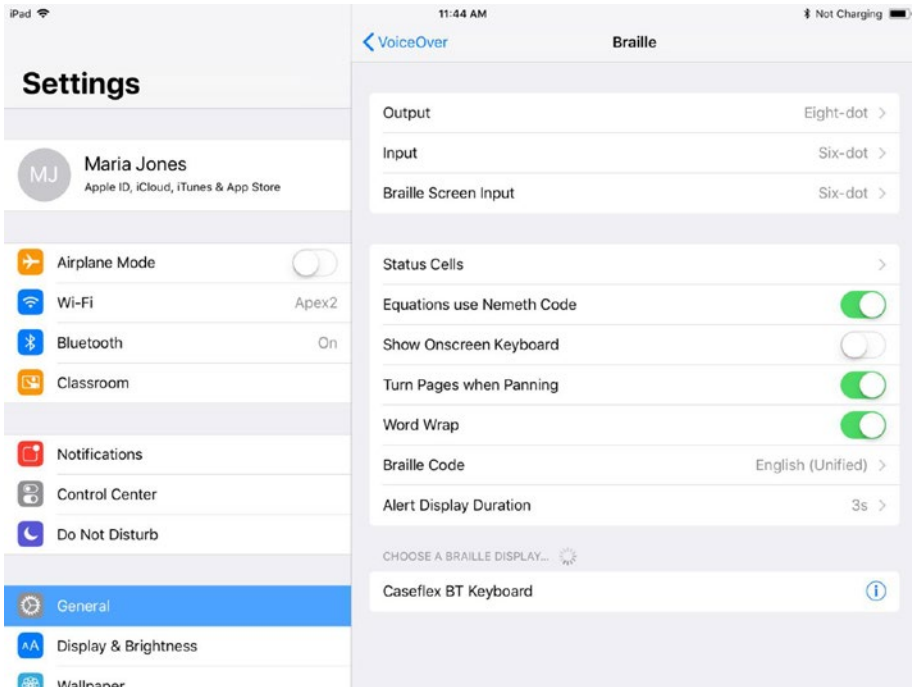 iPad 11:44 AM Not Charging
VoiceOver Braille
Settings
MJ
Maria Jones
Apple ID, iCloud, iTunes & App Store
Airplane Mode
Wi-Fi Apex2
Bluetooth On
Classroom
Notifications
Control Center
Do Not Disturb
General
AA Display & Brightness
Wallpaper
Output Eight-dot
Input Six-dot
Braille Screen Input Six-dot
Status Cells
Equations use Nemeth Code
Show Onscreen Keyboard
Turn Pages when Panning
Word Wrap
Braille Code English (Unified)
Alert Display Duration 3s
CHOOSE A BRAILLE DISPLAY...
Caseflex BT Keyboard